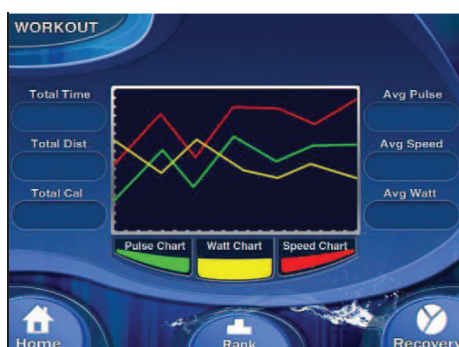 WORKOUT
Total Time
Avg Pulse
Total Dist
Avg Speed
Total Cal
Avg Watt
Pulse Chart
Watt Chart
Speed Chart
Home
Rank
Recovery